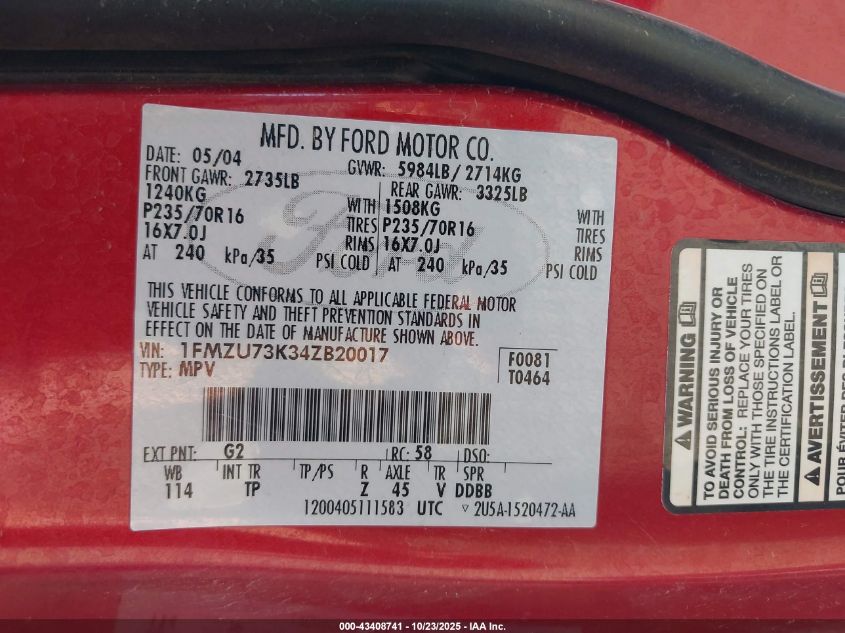 MFD. BY FORD MOTOR CO.
DATE: 05/04 GVWR: 5984LB/ 2714KG
FRONT GAWR: 2735LB REAR GAWR: 3325LB
1240KG WITH 1508KG WITH
P235/70R16 TIRES P235/70R16 TIRES
16X7.0J RIMS 16X7.0J RIMS
AT 240 kPa/35 PSI COLD AT 240 kPa/35 PSI COLD
Ford
THIS VEHICLE CONFORMS TO ALL APPLICABLE FEDERAL MOTOR
VEHICLE SAFETY AND THEFT PREVENTION STANDARDS IN
EFFECT ON THE DATE OF MANUFACTURE SHOWN ABOVE.
VIN: 1FMZU73K34ZB20017
TYPE: MPV
F0081
T0464
EXT PNT: G2 RC: 58 DSO:
WB INT TR TP/PS R AXLE TR SPR
114 TP Z 45 V DDBB
1200405111583 UTC ▿ 2U5A-1520472-AA
WARNING
TO AVOID SERIOUS INJURY OR
DEATH FROM LOSS OF VEHICLE
CONTROL: REPLACE YOUR TIRES
ONLY WITH THOSE SPECIFIED ON
THE TIRE INSTRUCTIONS LABEL OR
THE CERTIFICATION LABEL.
AVERTISSEMENT
000-43408741 - 10/23/2025 - IAA Inc.